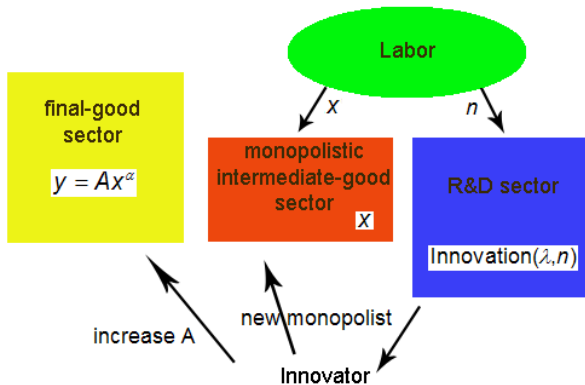 Labor
x
n
final-good
sector
y = Ax^α
monopolistic
intermediate-good
sector
x
R&D sector
Innovation(λ,n)
increase A
new monopolist
Innovator